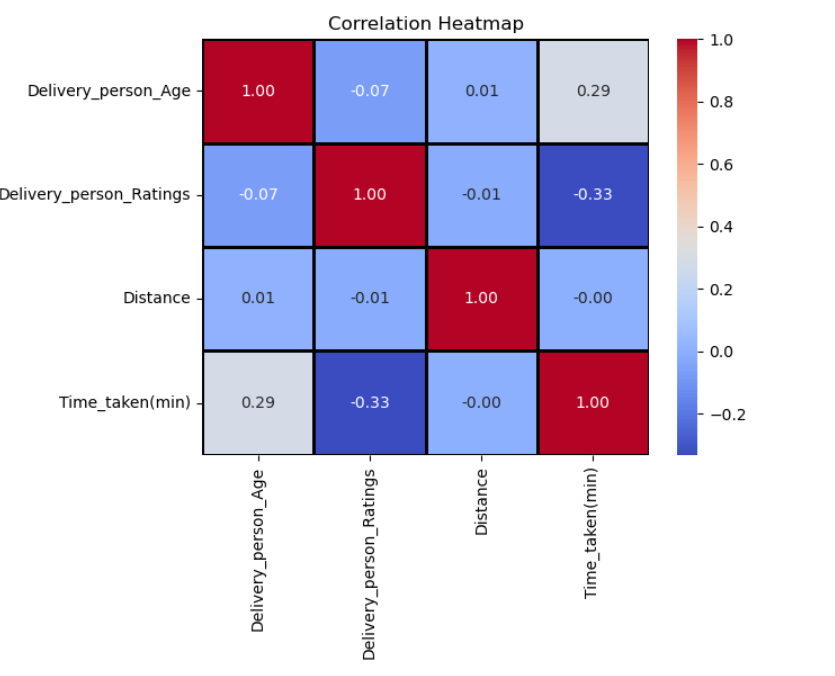 Correlation Heatmap
Delivery_person_Age 1.00 -0.07 0.01 0.29
Delivery_person_Ratings -0.07 1.00 -0.01 -0.33
Distance 0.01 -0.01 1.00 -0.00
Time_taken(min) 0.29 -0.33 -0.00 1.00
Delivery_person_Age
Delivery_person_Ratings
Distance
Time_taken(min)
1.0
0.8
0.6
0.4
0.2
0.0
−0.2